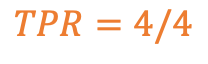 TPR = 4/4